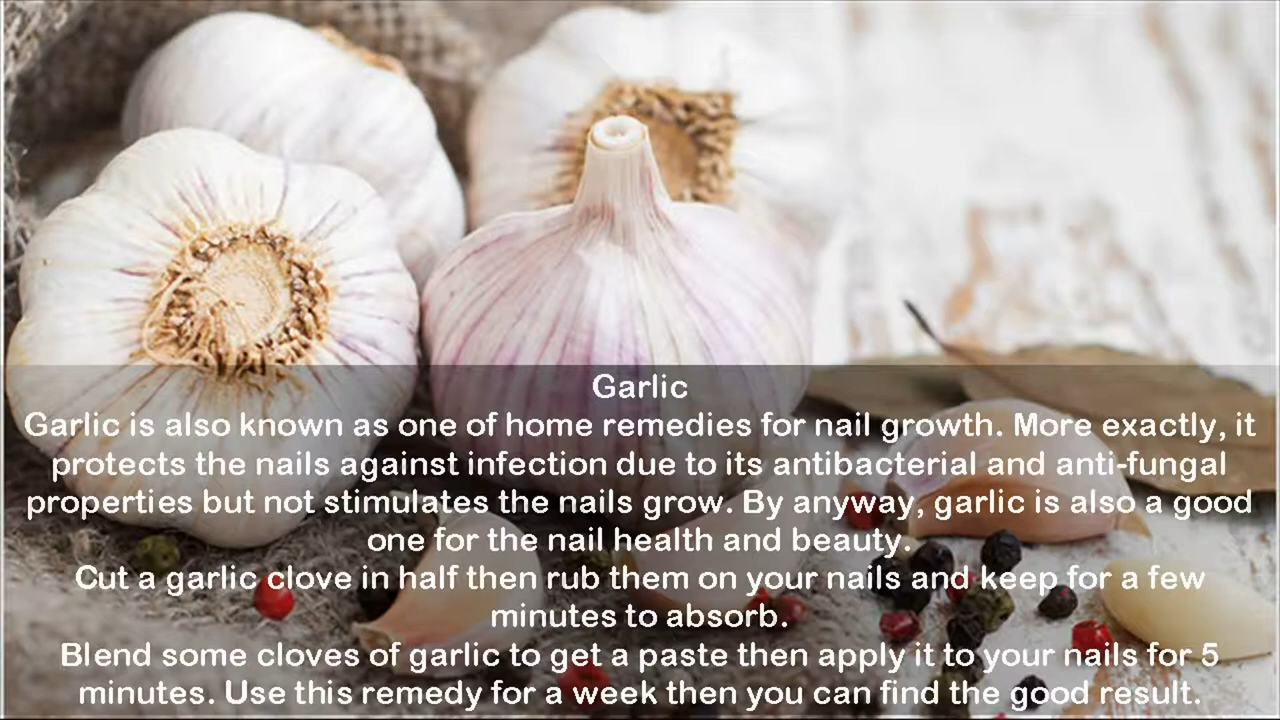 Garlic
Garlic is also known as one of home remedies for nail growth. More exactly, it
protects the nails against infection due to its antibacterial and anti-fungal
properties but not stimulates the nails grow. By anyway, garlic is also a good
one for the nail health and beauty.
Cut a garlic clove in half then rub them on your nails and keep for a few
minutes to absorb.
Blend some cloves of garlic to get a paste then apply it to your nails for 5
minutes. Use this remedy for a week then you can find the good result.